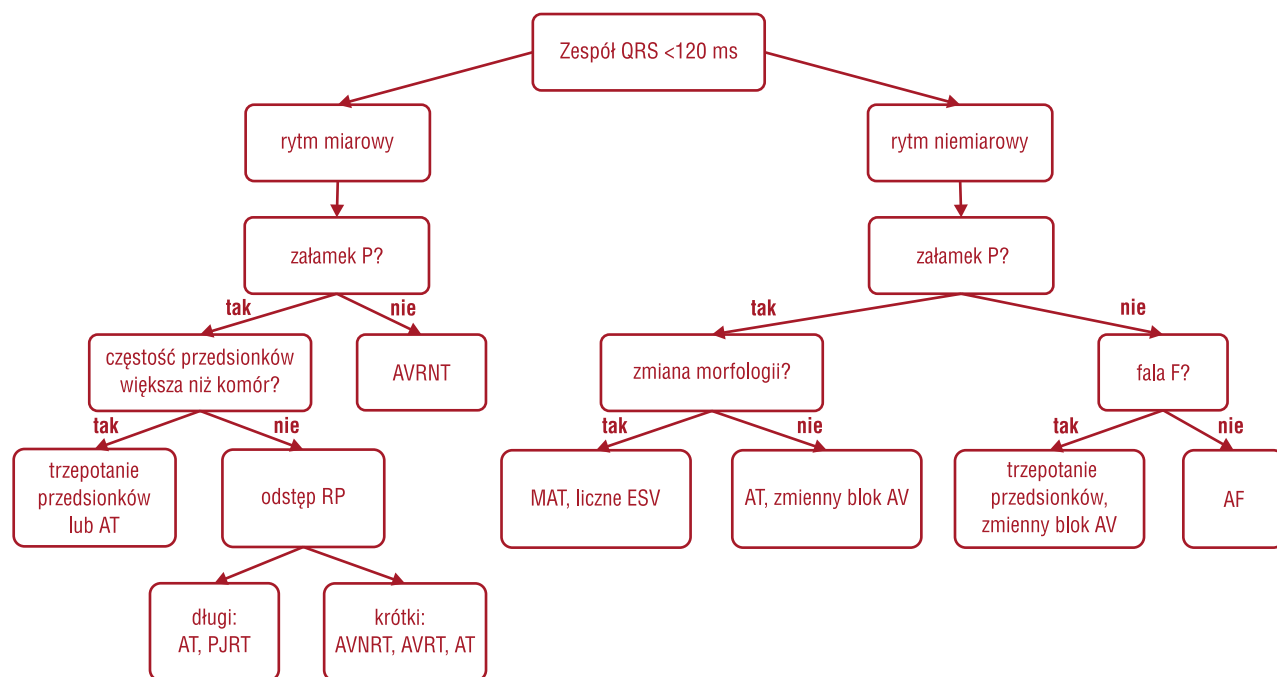 Zespół QRS <120 ms
rytm miarowy
rytm niemiarowy
załamek P?
załamek P?
tak
nie
tak
nie
częstość przedsionków
większa niż komór?
AVRNT
zmiana morfologii?
fala F?
tak
nie
tak
nie
tak
nie
trzepotanie
przedsionków
lub AT
odstęp RP
MAT, liczne ESV
AT, zmienny blok AV
trzepotanie
przedsionków,
zmienny blok AV
AF
długi:
AT, PJRT
krótki:
AVNRT, AVRT, AT